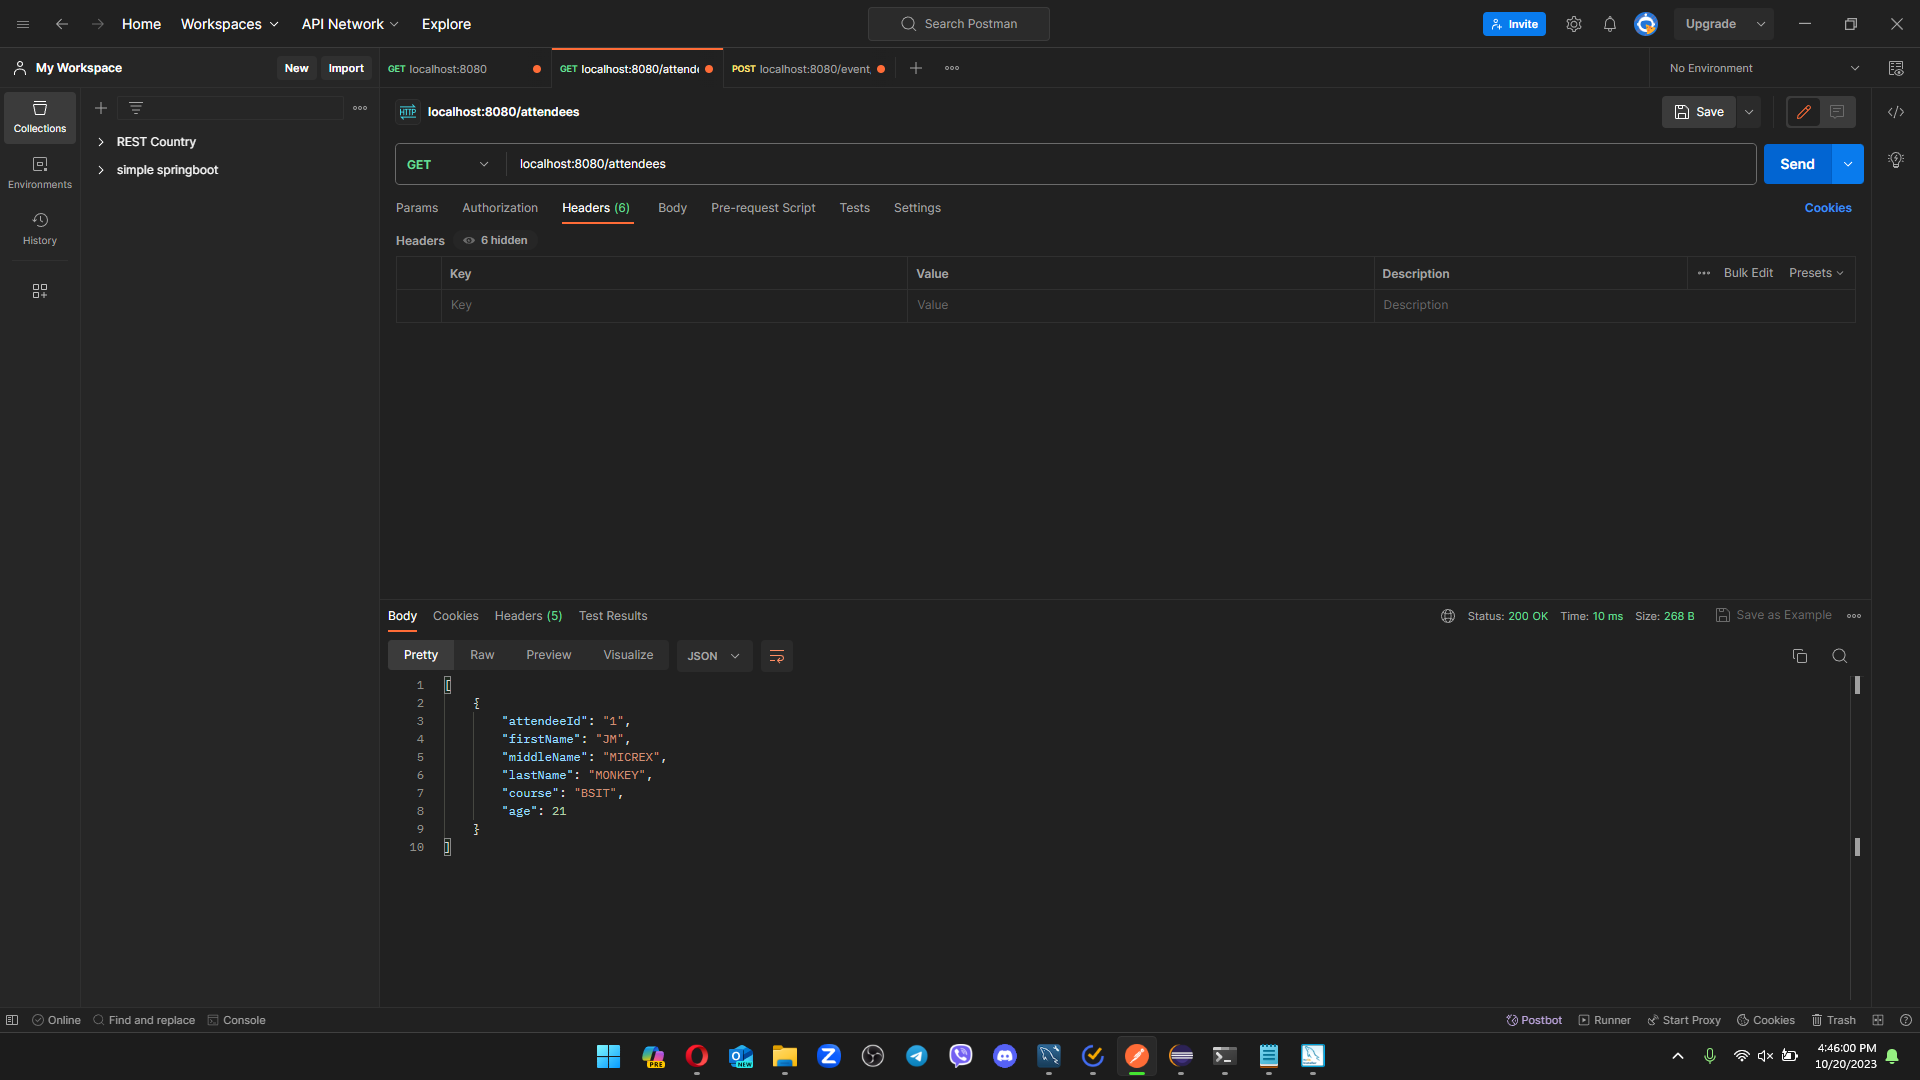 Home Workspaces API Network Explore Search Postman Invite Upgrade
My Workspace New Import GET localhost:8080 GET localhost:8080/attend POST localhost:8080/event, No Environment
Collections
Environments
History
REST Country
simple springboot
HTTP localhost:8080/attendees Save
GET localhost:8080/attendees Send
Params Authorization Headers (6) Body Pre-request Script Tests Settings Cookies
Headers 6 hidden
Key Value Description Bulk Edit Presets
Key Value Description
Body Cookies Headers (5) Test Results Status: 200 OK Time: 10 ms Size: 268 B Save as Example
Pretty Raw Preview Visualize JSON
1 [
2 {
3 "attendeeId": "1",
4 "firstName": "JM",
5 "middleName": "MICREX",
6 "lastName": "MONKEY",
7 "course": "BSIT",
8 "age": 21
9 }
10 ]
Online Find and replace Console Postbot Runner Start Proxy Cookies Trash
PRE NEW
4:46:00 PM
10/20/2023